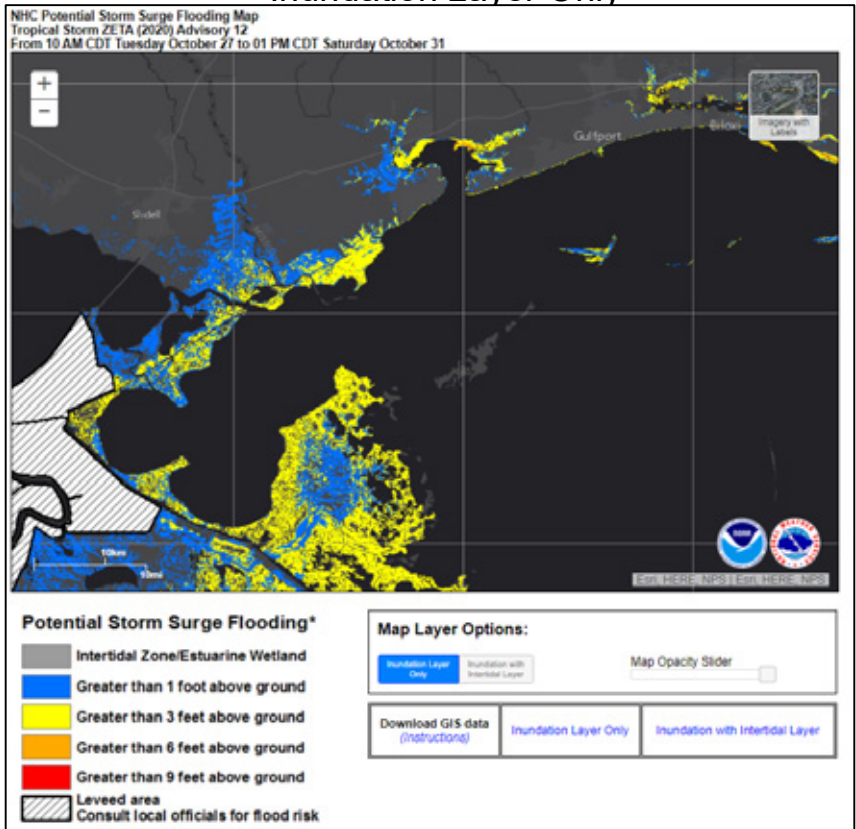 Inundation Layer Only
NHC Potential Storm Surge Flooding Map
Tropical Storm ZETA (2020) Advisory 12
From 10 AM CDT Tuesday October 27 to 01 PM CDT Saturday October 31
+
−
Imagery with
Labels
Gulfport
Biloxi
Slidell
10km
10mi
Esri, HERE, NPS | Esri, HERE, NPS
Potential Storm Surge Flooding*
Intertidal Zone/Estuarine Wetland
Greater than 1 foot above ground
Greater than 3 feet above ground
Greater than 6 feet above ground
Greater than 9 feet above ground
Leveed area
Consult local officials for flood risk
Map Layer Options:
Inundation Layer
Only
Inundation with
Intertidal Layer
Map Opacity Slider
Download GIS data
(Instructions)
Inundation Layer Only
Inundation with Intertidal Layer